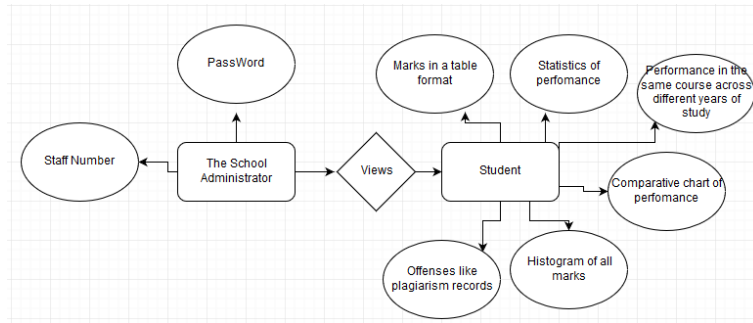 PassWord
Marks in a table
format
Statistics of
perfomance
Performance in the
same course across
different years of
study
Staff Number
The School
Administrator
Views
Student
Comparative chart of
perfomance
Offenses like
plagiarism records
Histogram of all
marks